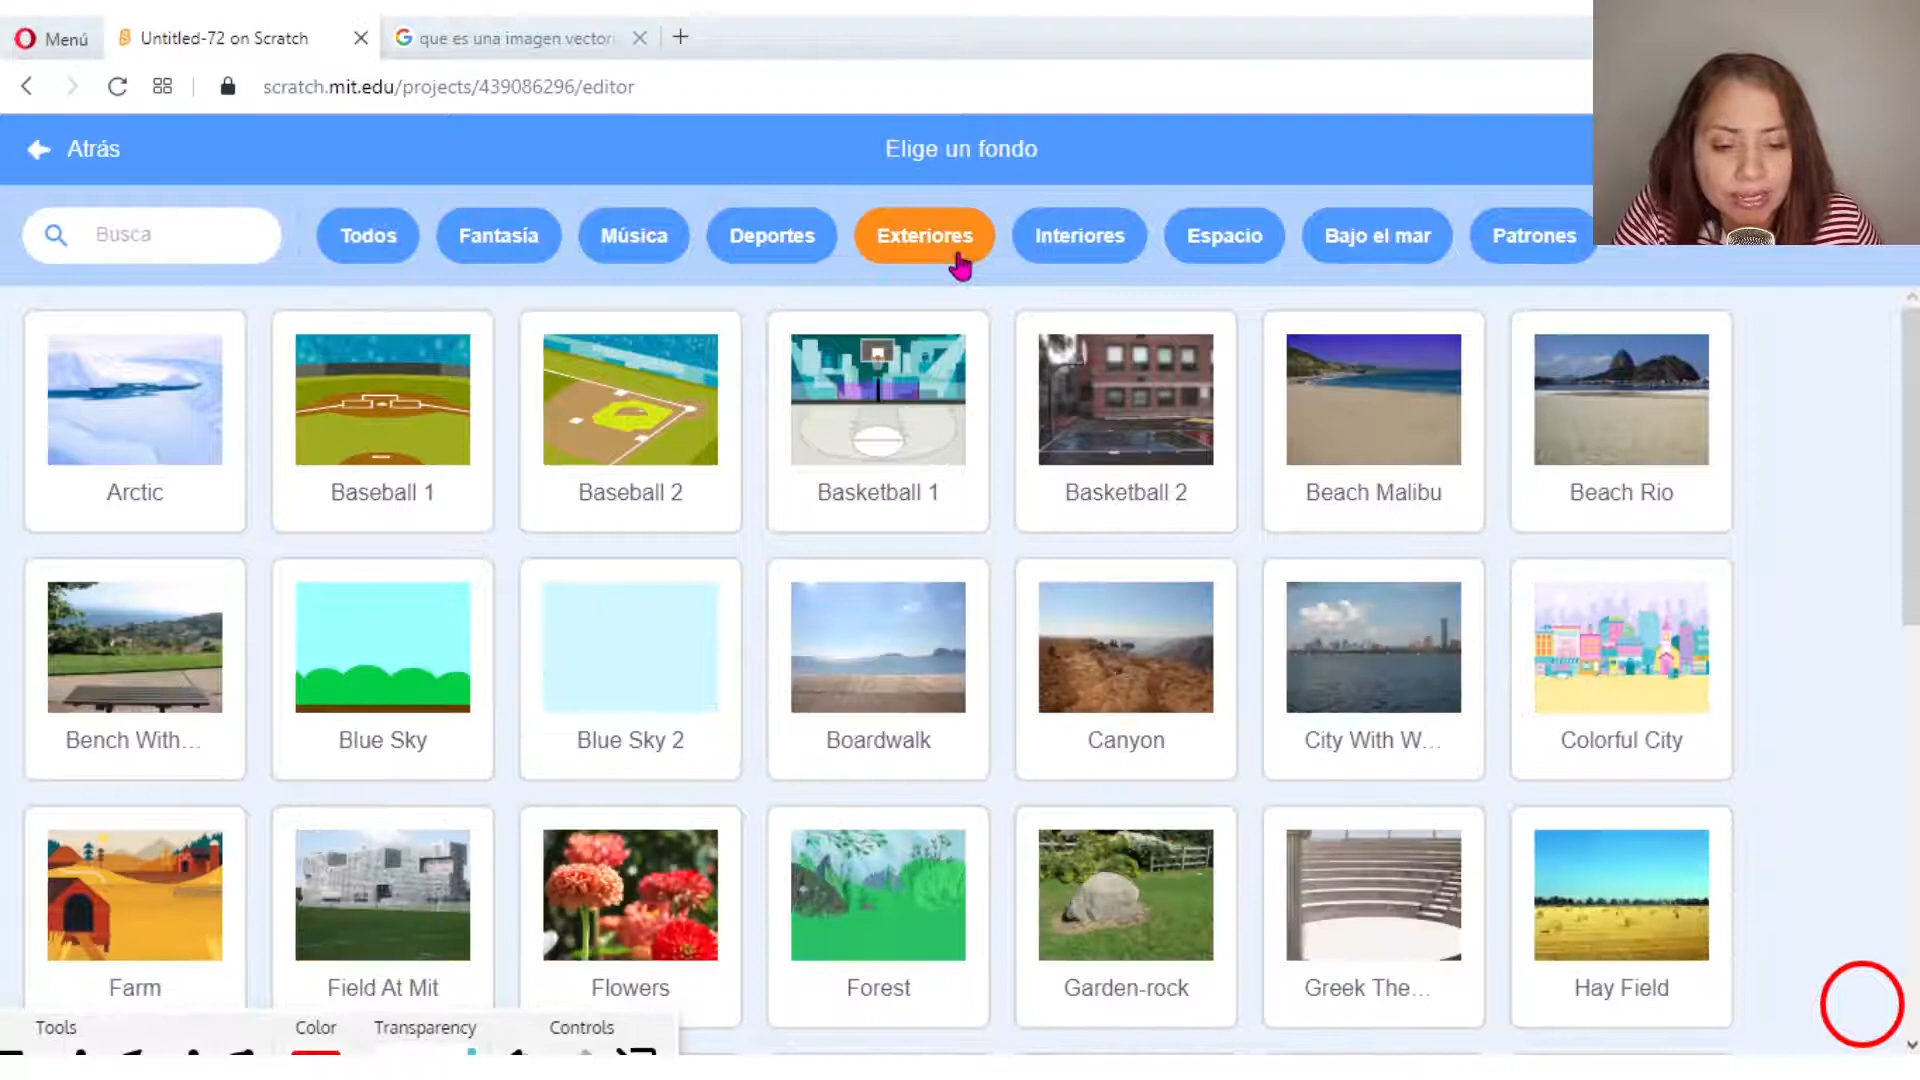 Menú
Untitled-72 on Scratch
que es una imagen vectori
scratch.mit.edu/projects/439086296/editor
Atrás
Elige un fondo
Busca
Todos
Fantasía
Música
Deportes
Exteriores
Interiores
Espacio
Bajo el mar
Patrones
Arctic
Baseball 1
Baseball 2
Basketball 1
Basketball 2
Beach Malibu
Beach Rio
Bench With...
Blue Sky
Blue Sky 2
Boardwalk
Canyon
City With W...
Colorful City
Farm
Field At Mit
Flowers
Forest
Garden-rock
Greek The...
Hay Field
Tools
Color
Transparency
Controls